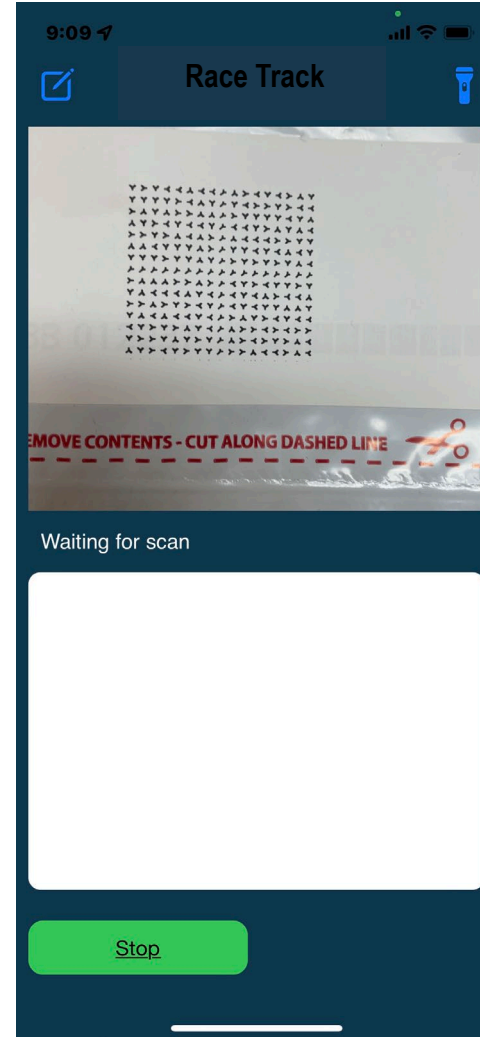 9:09
Race Track
EMOVE CONTENTS - CUT ALONG DASHED LINE
Waiting for scan
Stop